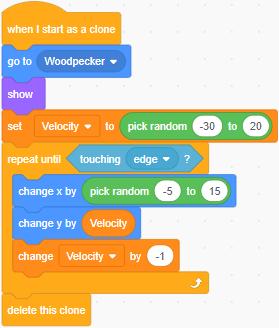 when I start as a clone
go to Woodpecker
show
set Velocity to pick random -30 to 20
repeat until touching edge ?
change x by pick random -5 to 15
change y by Velocity
change Velocity by -1
delete this clone